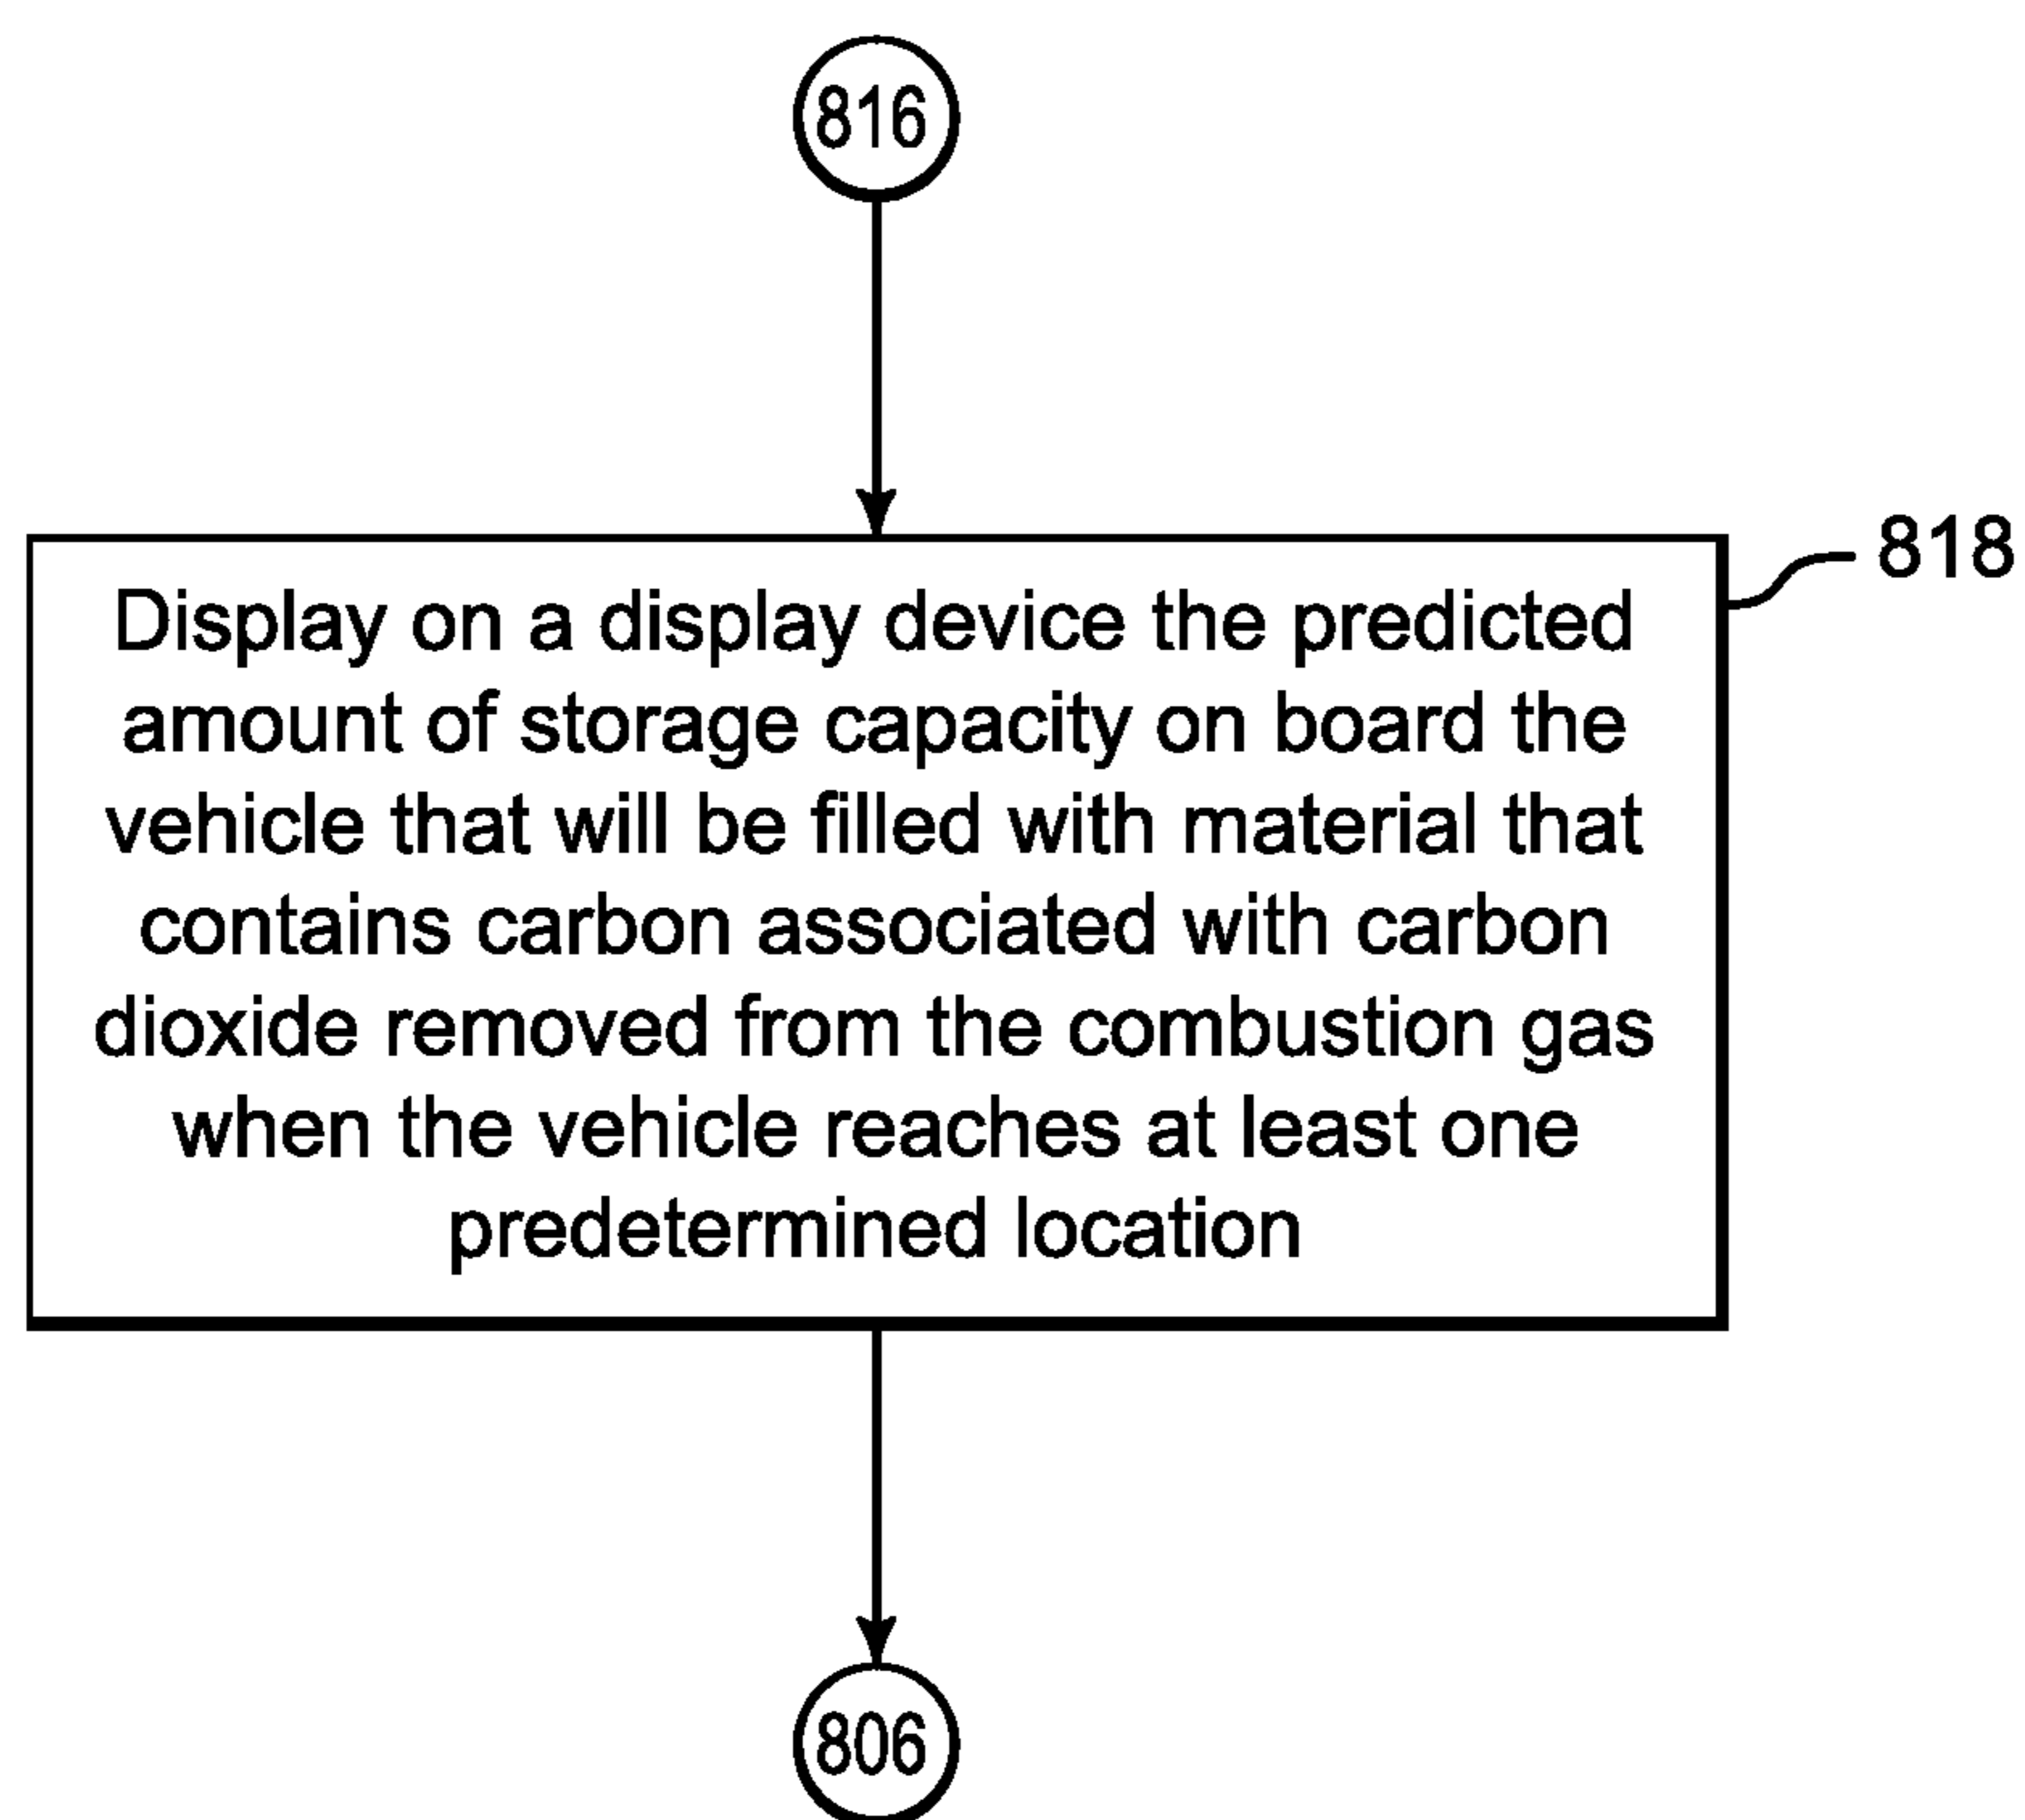 816
818
Display on a display device the predicted
amount of storage capacity on board the
vehicle that will be filled with material that
contains carbon associated with carbon
dioxide removed from the combustion gas
when the vehicle reaches at least one
predetermined location
806